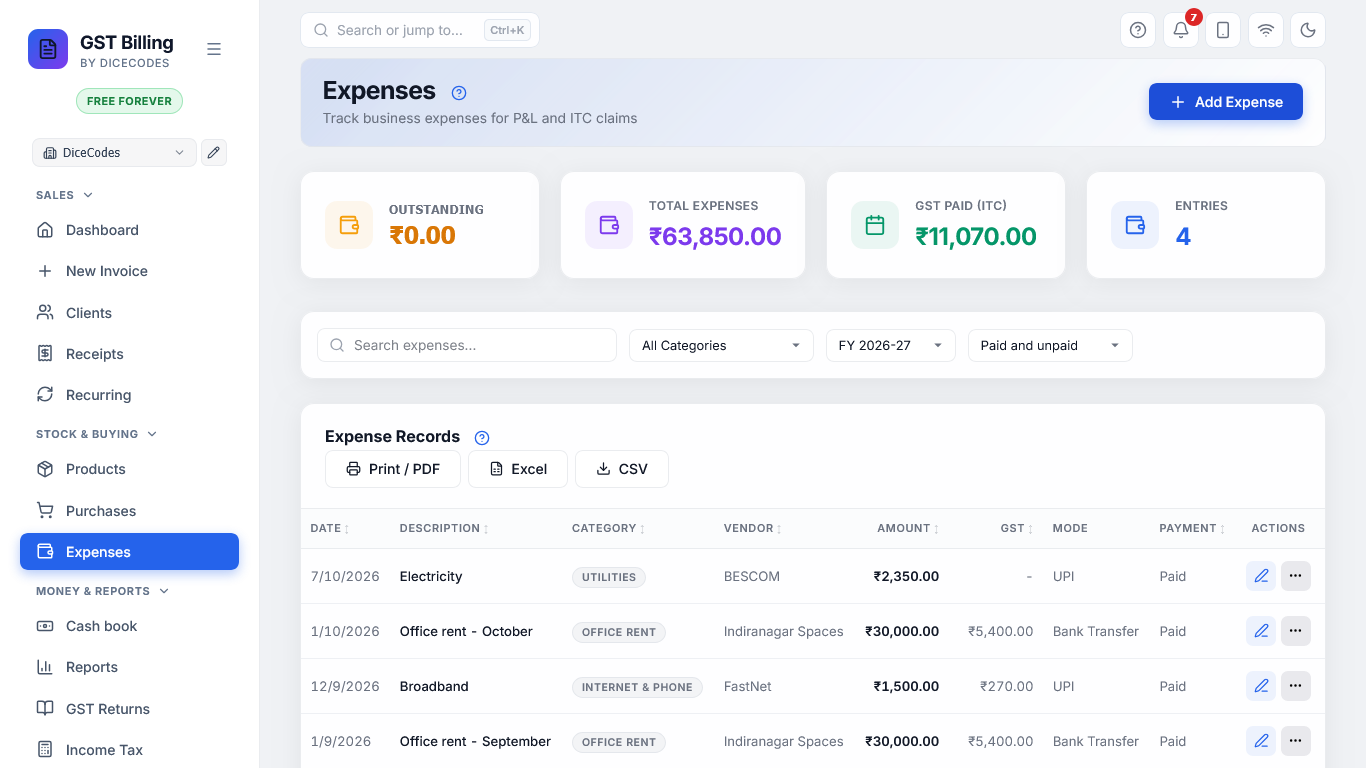 GST Billing
BY DICECODES
FREE FOREVER
DiceCodes
SALES
Dashboard
New Invoice
Clients
Receipts
Recurring
STOCK & BUYING
Products
Purchases
Expenses
MONEY & REPORTS
Cash book
Reports
GST Returns
Income Tax
Search or jump to... Ctrl+K
7
Expenses
Track business expenses for P&L and ITC claims
Add Expense
OUTSTANDING
₹0.00
TOTAL EXPENSES
₹63,850.00
GST PAID (ITC)
₹11,070.00
ENTRIES
4
Search expenses... All Categories FY 2026-27 Paid and unpaid
Expense Records
Print / PDF Excel CSV
DATE DESCRIPTION CATEGORY VENDOR AMOUNT GST MODE PAYMENT ACTIONS
7/10/2026 Electricity UTILITIES BESCOM ₹2,350.00 - UPI Paid
1/10/2026 Office rent - October OFFICE RENT Indiranagar Spaces ₹30,000.00 ₹5,400.00 Bank Transfer Paid
12/9/2026 Broadband INTERNET & PHONE FastNet ₹1,500.00 ₹270.00 UPI Paid
1/9/2026 Office rent - September OFFICE RENT Indiranagar Spaces ₹30,000.00 ₹5,400.00 Bank Transfer Paid